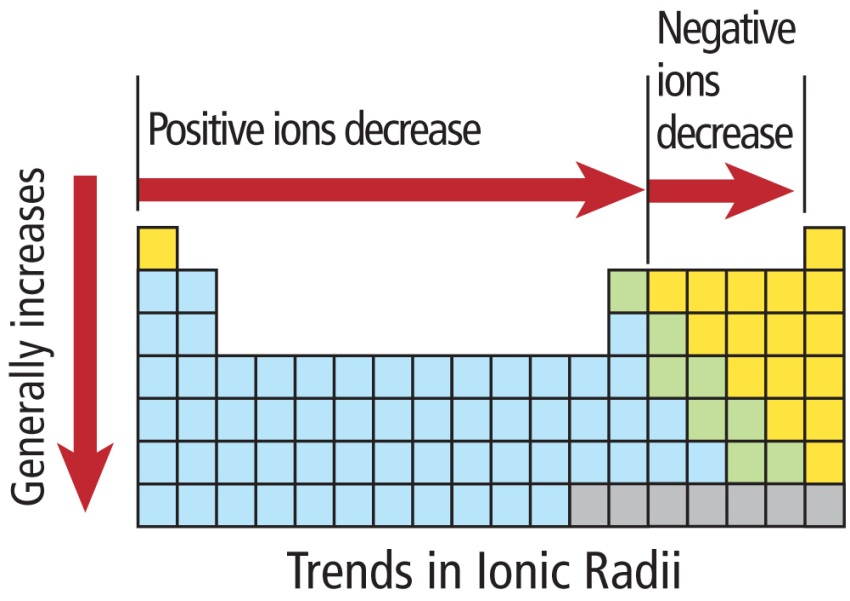 Negative
ions
decrease
Positive ions decrease
Generally increases
Trends in Ionic Radii